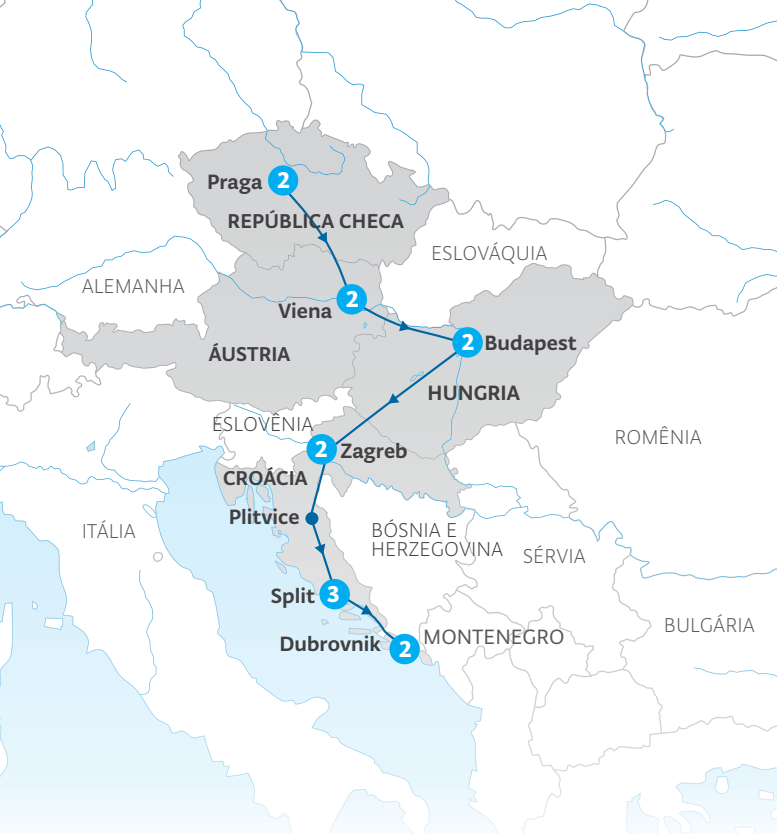 Praga 2
REPÚBLICA CHECA
ESLOVÁQUIA
ALEMANHA
Viena 2
2 Budapest
ÁUSTRIA
HUNGRIA
ESLOVÊNIA
ROMÊNIA
2 Zagreb
CROÁCIA
Plitvice
ITÁLIA
BÓSNIA E
HERZEGOVINA
SÉRVIA
Split 3
BULGÁRIA
MONTENEGRO
Dubrovnik 2